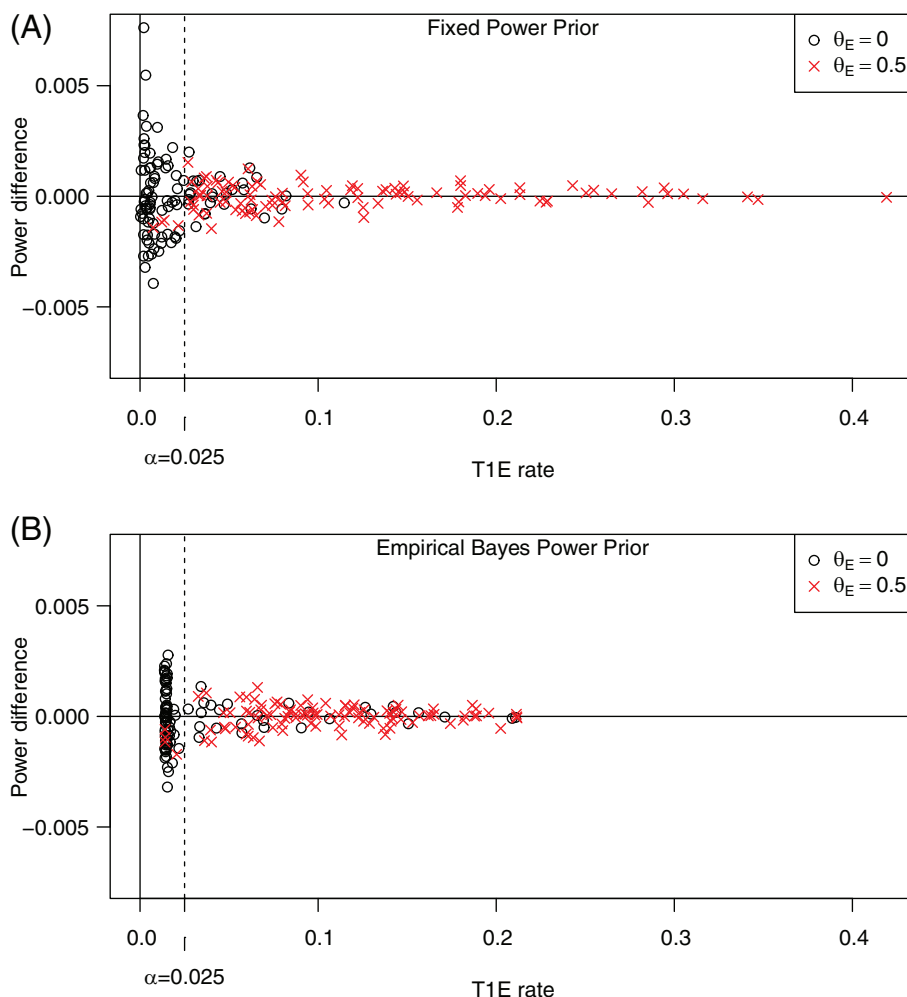 (A)
Fixed Power Prior
θE = 0
θE = 0.5
0.005
0.000
−0.005
Power difference
0.0 0.1 0.2 0.3 0.4
α=0.025
T1E rate
(B)
Empirical Bayes Power Prior
θE = 0
θE = 0.5
0.005
0.000
−0.005
Power difference
0.0 0.1 0.2 0.3 0.4
α=0.025
T1E rate